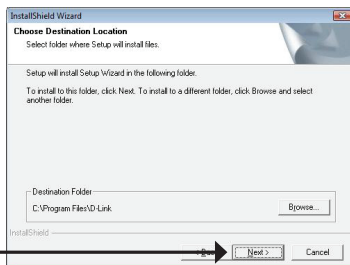 InstallShield Wizard
Choose Destination Location
Select folder where Setup will install files.
Setup will install Setup Wizard in the following folder.
To install to this folder, click Next. To install to a different folder, click Browse and select
another folder.
Destination Folder
C:\Program Files\D-Link
Browse...
InstallShield
Next >
Cancel